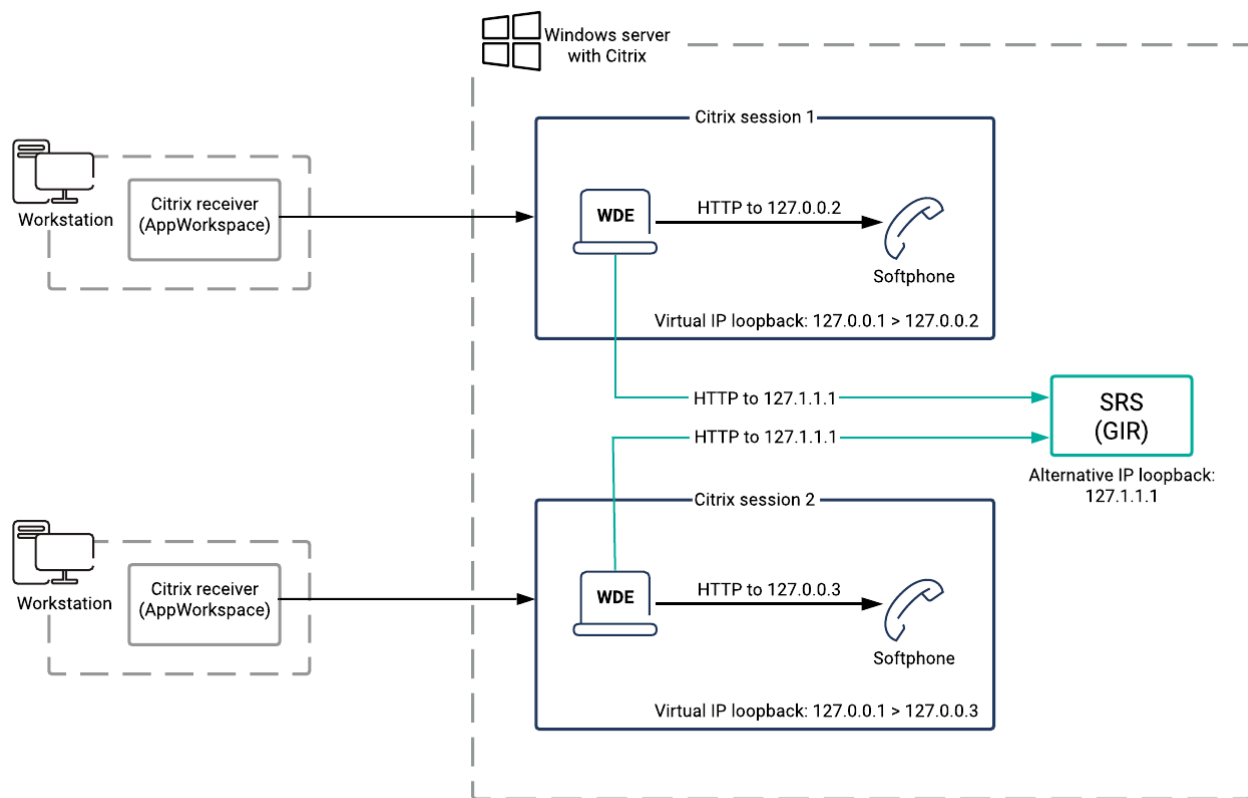 Windows server
with Citrix
Citrix session 1
Workstation
Citrix receiver
(AppWorkspace)
WDE
HTTP to 127.0.0.2
Softphone
Virtual IP loopback: 127.0.0.1 > 127.0.0.2
HTTP to 127.1.1.1
HTTP to 127.1.1.1
SRS
(GIR)
Alternative IP loopback:
127.1.1.1
Citrix session 2
Workstation
Citrix receiver
(AppWorkspace)
WDE
HTTP to 127.0.0.3
Softphone
Virtual IP loopback: 127.0.0.1 > 127.0.0.3